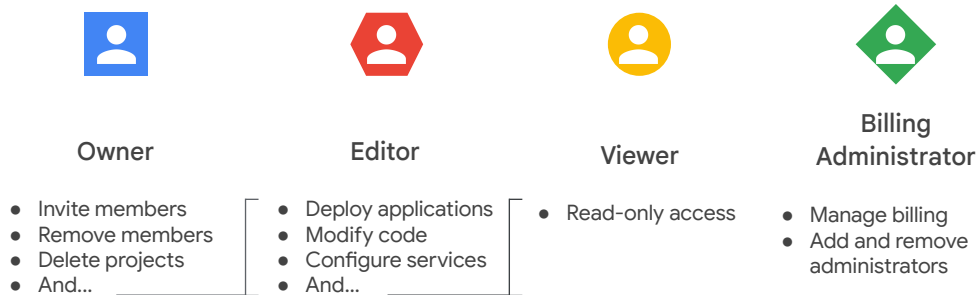 Owner
Editor
Viewer
Billing
Administrator
● Invite members
● Remove members
● Delete projects
● And...
● Deploy applications
● Modify code
● Configure services
● And...
● Read-only access
● Manage billing
● Add and remove
administrators